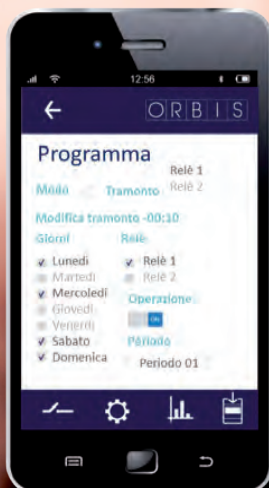 12:56
ORBIS
Programma
Relè 1
Modo Tramonto Relè 2
Modifica tramonto -00:10
Giorni Relè
Lunedì Relè 1
Martedì Relè 2
Mercoledì
Operazione
Giovedì
ON
Venerdì
Sabato Periodo
Domenica
Periodo 01